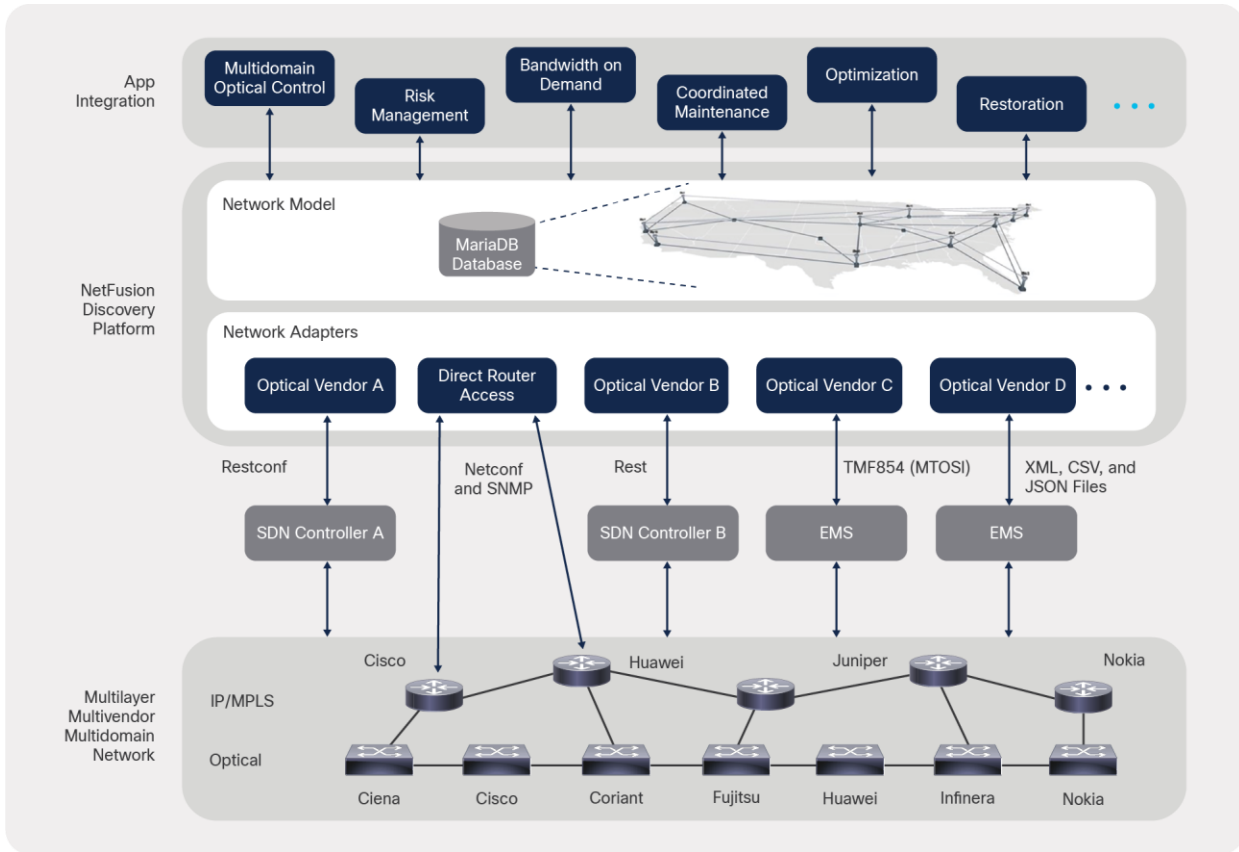 App
Integration
Multidomain
Optical Control
Risk
Management
Bandwidth on
Demand
Coordinated
Maintenance
Optimization
Restoration
NetFusion
Discovery
Platform
Network Model
MariaDB
Database
Network Adapters
Optical Vendor A
Direct Router
Access
Optical Vendor B
Optical Vendor C
Optical Vendor D
Restconf
Netconf
and SNMP
Rest
TMF854 (MTOSI)
XML, CSV, and
JSON Files
SDN Controller A
SDN Controller B
EMS
EMS
Multilayer
Multivendor
Multidomain
Network
Cisco
Huawei
Juniper
Nokia
IP/MPLS
Optical
Ciena
Cisco
Coriant
Fujitsu
Huawei
Infinera
Nokia